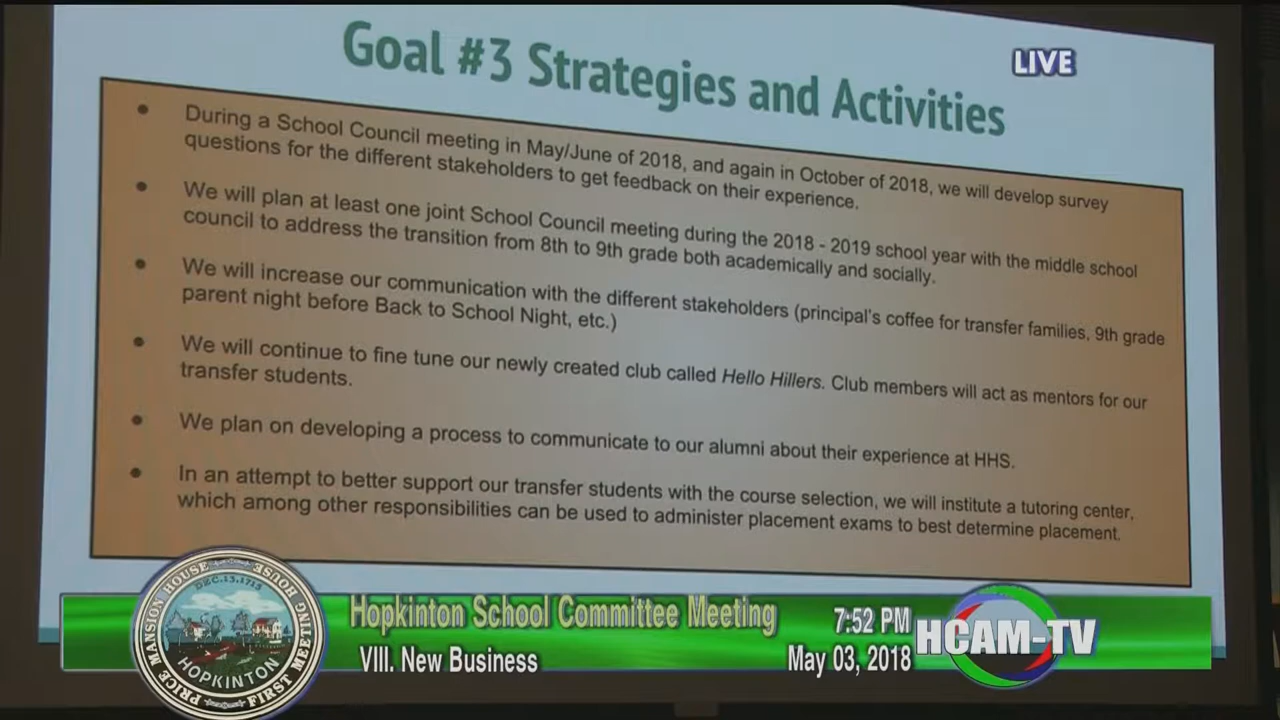 Goal #3 Strategies and Activities
LIVE
● During a School Council meeting in May/June of 2018, and again in October of 2018, we will develop survey
questions for the different stakeholders to get feedback on their experience.
● We will plan at least one joint School Council meeting during the 2018 - 2019 school year with the middle school
council to address the transition from 8th to 9th grade both academically and socially.
● We will increase our communication with the different stakeholders (principal's coffee for transfer families, 9th grade
parent night before Back to School Night, etc.)
● We will continue to fine tune our newly created club called Hello Hillers. Club members will act as mentors for our
transfer students.
● We plan on developing a process to communicate to our alumni about their experience at HHS.
● In an attempt to better support our transfer students with the course selection, we will institute a tutoring center,
which among other responsibilities can be used to administer placement exams to best determine placement.
PRICE MANSION HOUSE HOUSE MEETING FIRST
DEC.13.1715
HOPKINTON
Hopkinton School Committee Meeting
7:52 PM
VIII. New Business
May 03, 2018
HCAM-TV